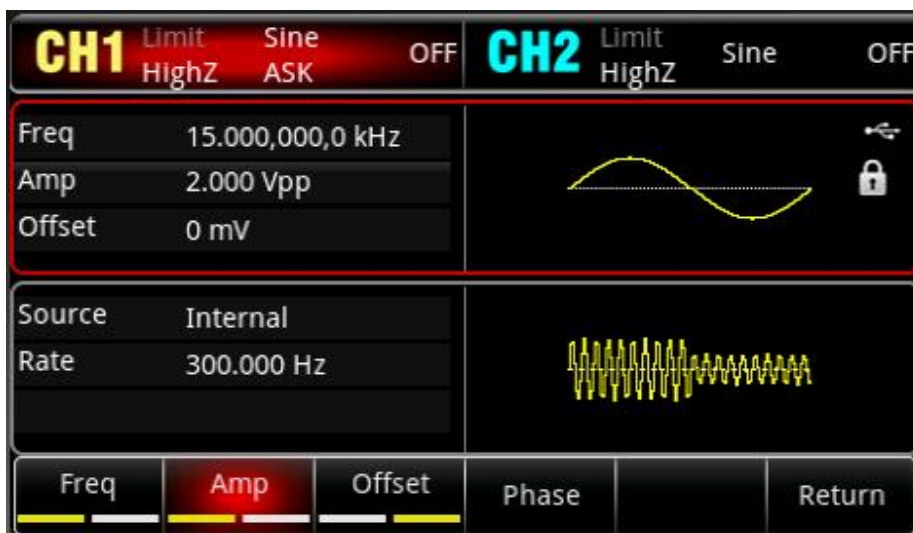 CH1 Limit Sine OFF CH2 Limit Sine OFF
HighZ ASK HighZ
Freq 15.000,000,0 kHz
Amp 2.000 Vpp
Offset 0 mV
Source Internal
Rate 300.000 Hz
Freq Amp Offset Phase Return